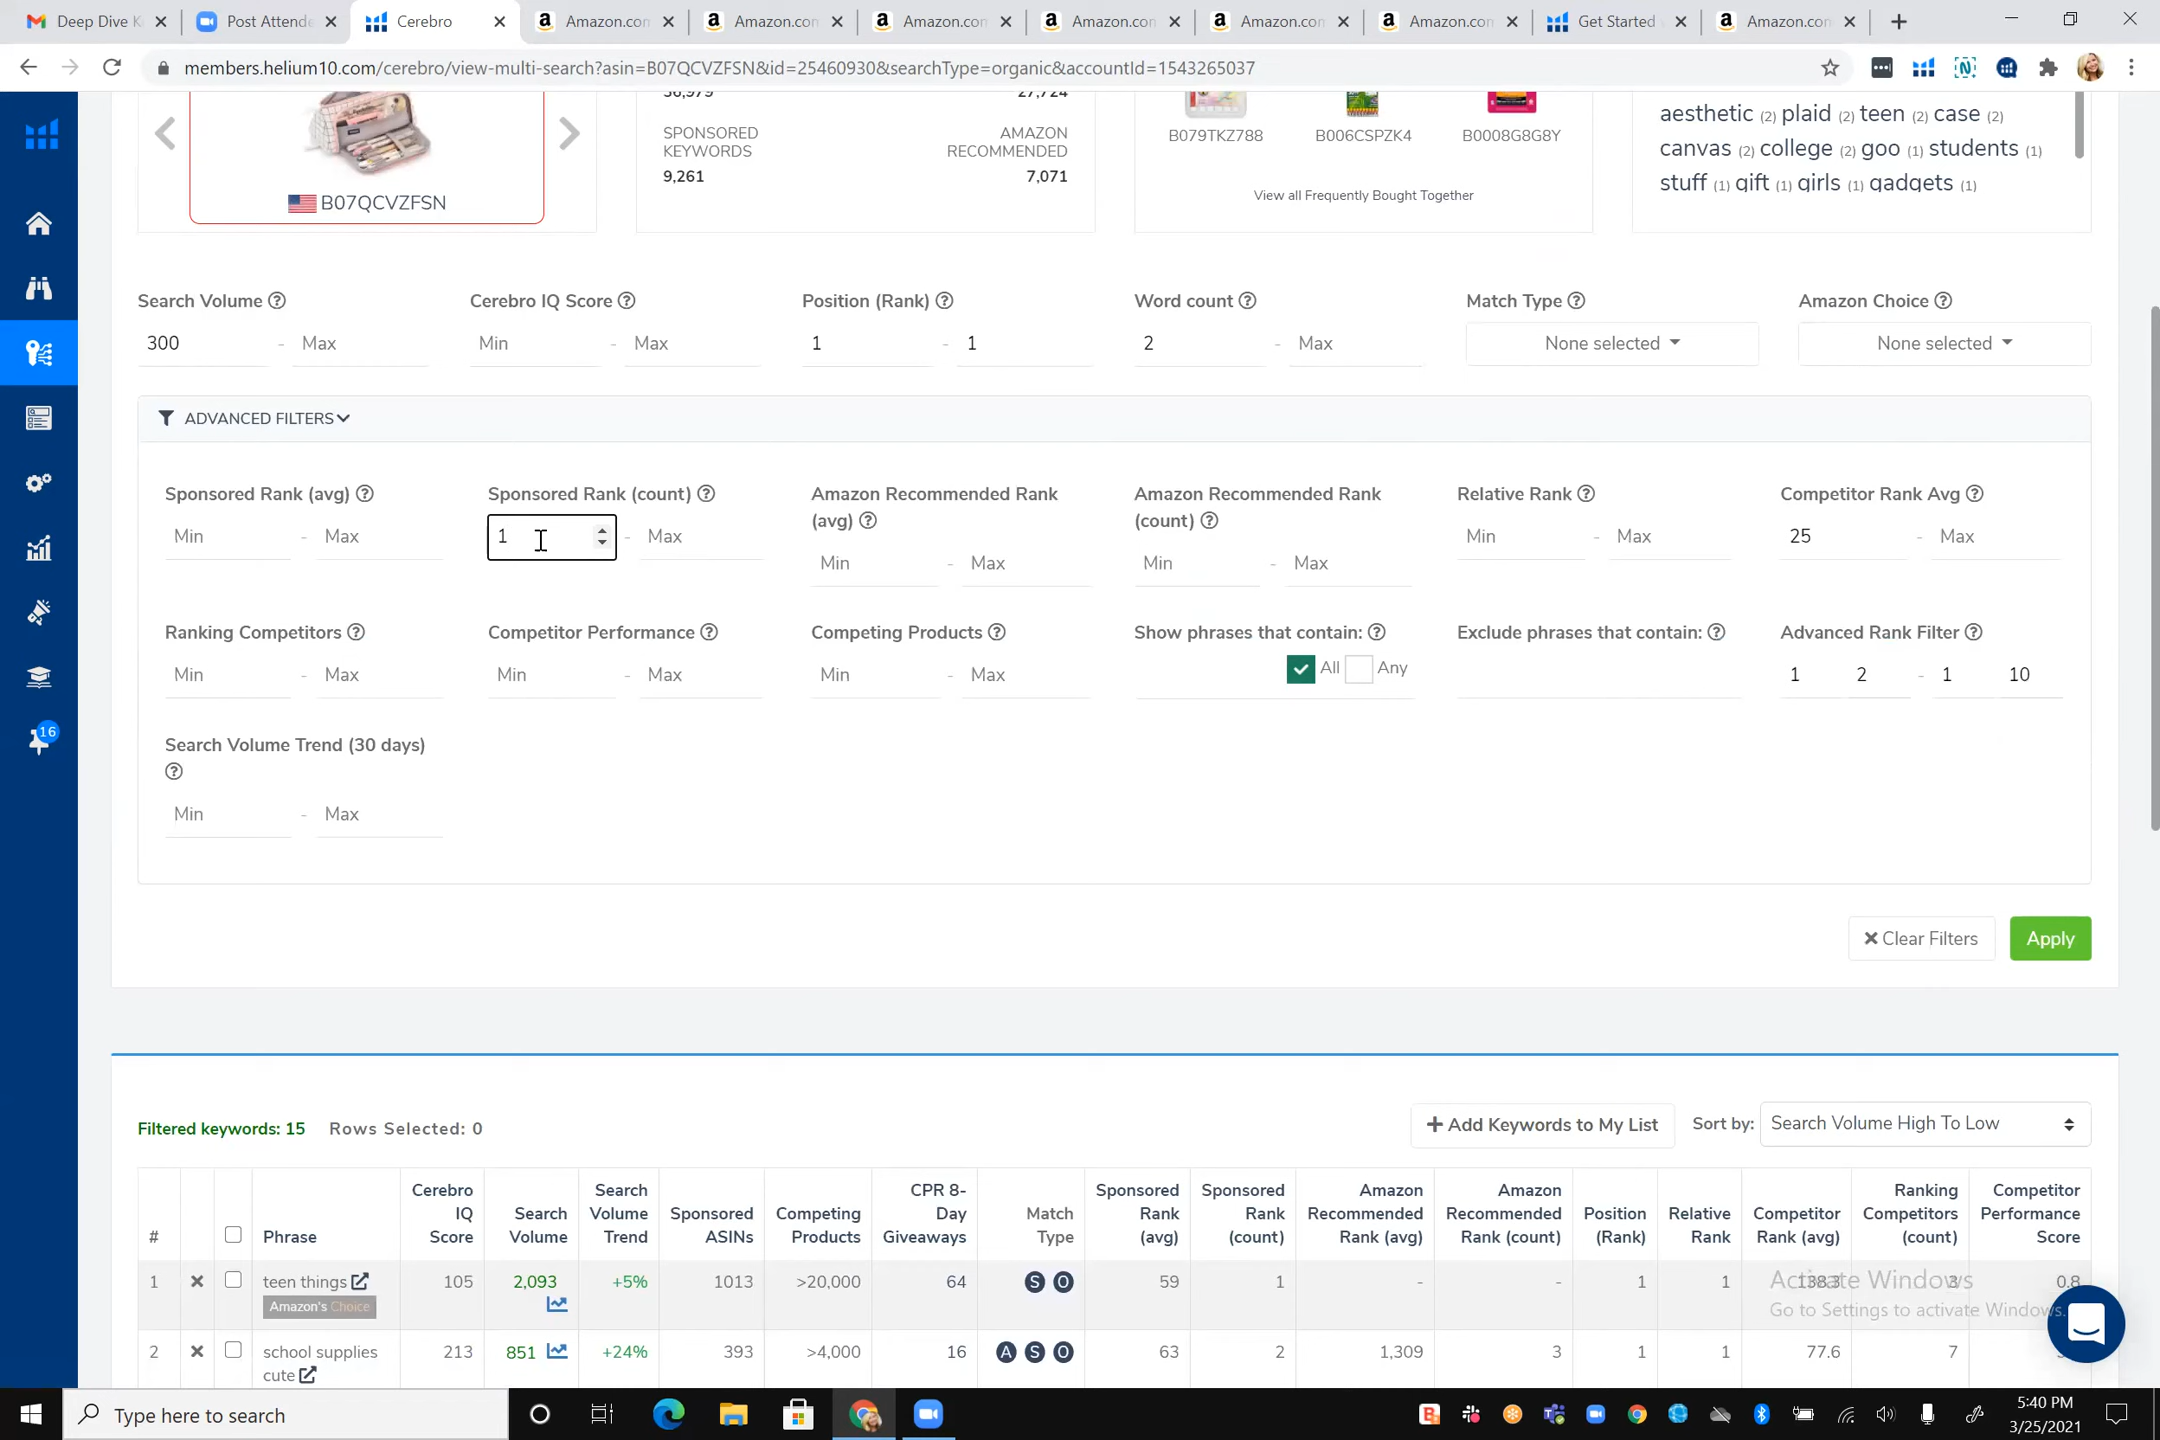 Deep Dive K
Post Attende
Cerebro
Amazon.com
Amazon.com
Amazon.con
Amazon.con
Amazon.con
Amazon.con
Get Started
Amazon.con
members.helium10.com/cerebro/view-multi-search?asin=B07QCVZFSN&id=25460930&searchType=organic&accountId=1543265037
B07QCVZFSN
36,979
27,724
SPONSORED KEYWORDS
AMAZON RECOMMENDED
9,261
7,071
B079TKZ788
B006CSPZK4
B0008G8G8Y
View all Frequently Bought Together
aesthetic (2) plaid (2) teen (2) case (2)
canvas (2) college (2) goo (1) students (1)
stuff (1) gift (1) girls (1) gadgets (1)
Search Volume
Cerebro IQ Score
Position (Rank)
Word count
Match Type
Amazon Choice
300 - Max
Min - Max
1 - 1
2 - Max
None selected
None selected
ADVANCED FILTERS
Sponsored Rank (avg)
Sponsored Rank (count)
Amazon Recommended Rank (avg)
Amazon Recommended Rank (count)
Relative Rank
Competitor Rank Avg
Min - Max
1 - Max
Min - Max
Min - Max
Min - Max
25 - Max
Ranking Competitors
Competitor Performance
Competing Products
Show phrases that contain:
Exclude phrases that contain:
Advanced Rank Filter
Min - Max
Min - Max
Min - Max
All Any
1 2 - 1 10
16
Search Volume Trend (30 days)
Min - Max
Clear Filters
Apply
Filtered keywords: 15
Rows Selected: 0
+ Add Keywords to My List
Sort by: Search Volume High To Low
#
Phrase
Cerebro IQ Score
Search Volume
Search Volume Trend
Sponsored ASINs
Competing Products
CPR 8-Day Giveaways
Match Type
Sponsored Rank (avg)
Sponsored Rank (count)
Amazon Recommended Rank (avg)
Amazon Recommended Rank (count)
Position (Rank)
Relative Rank
Competitor Rank (avg)
Ranking Competitors (count)
Competitor Performance Score
1 teen things 105 2,093 +5% 1013 >20,000 64 S O 59 1 - - 1 1 138.3 3 0.8
Amazon's Choice
2 school supplies cute 213 851 +24% 393 >4,000 16 A S O 63 2 1,309 3 1 1 77.6 7
Activate Windows
Go to Settings to activate Windows.
Type here to search
5:40 PM
3/25/2021